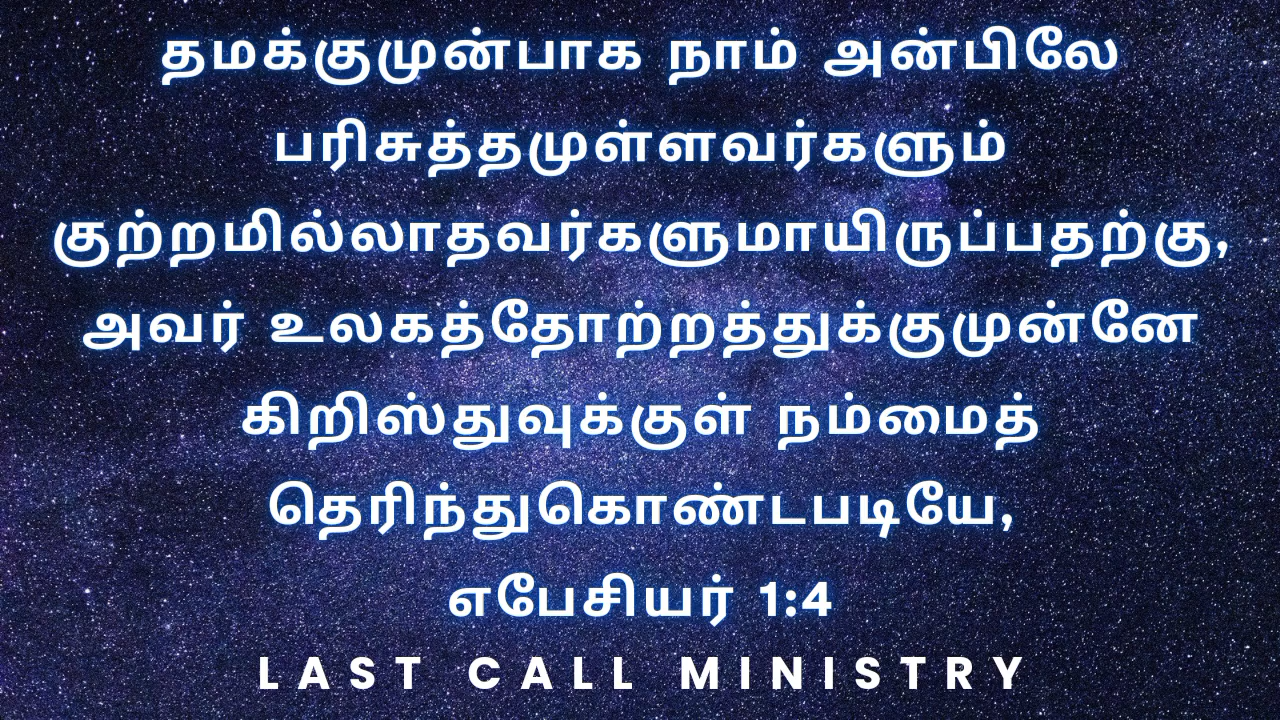 தமக்குமுன்பாக நாம் அன்பிலே
பரிசுத்தமுள்ளவர்களும்
குற்றமில்லாதவர்களுமாயிருப்பதற்கு,
அவர் உலகத்தோற்றத்துக்குமுன்னே
கிறிஸ்துவுக்குள் நம்மைத்
தெரிந்துகொண்டபடியே,
எபேசியர் 1:4
LAST CALL MINISTRY